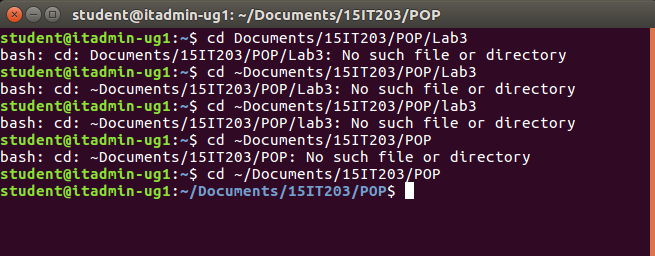 student@itadmin-ug1: ~/Documents/15IT203/POP
student@itadmin-ug1:~$ cd Documents/15IT203/POP/Lab3
bash: cd: Documents/15IT203/POP/Lab3: No such file or directory
student@itadmin-ug1:~$ cd ~Documents/15IT203/POP/Lab3
bash: cd: ~Documents/15IT203/POP/Lab3: No such file or directory
student@itadmin-ug1:~$ cd ~Documents/15IT203/POP/lab3
bash: cd: ~Documents/15IT203/POP/lab3: No such file or directory
student@itadmin-ug1:~$ cd ~Documents/15IT203/POP
bash: cd: ~Documents/15IT203/POP: No such file or directory
student@itadmin-ug1:~$ cd ~/Documents/15IT203/POP
student@itadmin-ug1:~/Documents/15IT203/POP$